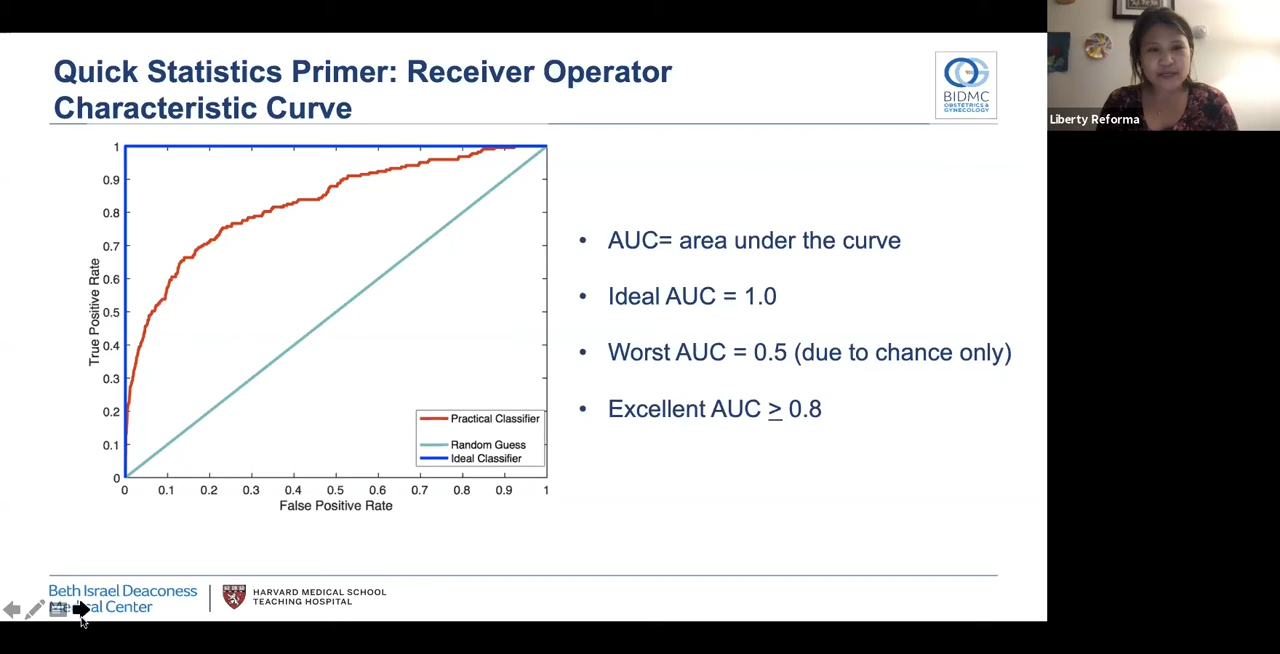 Quick Statistics Primer: Receiver Operator
Characteristic Curve
BIDMC
OBSTETRICS &
GYNECOLOGY
Liberty Reforma
1
0.9
0.8
0.7
0.6
0.5
0.4
0.3
0.2
0.1
0
True Positive Rate
0 0.1 0.2 0.3 0.4 0.5 0.6 0.7 0.8 0.9 1
False Positive Rate
Practical Classifier
Random Guess
Ideal Classifier
• AUC= area under the curve
• Ideal AUC = 1.0
• Worst AUC = 0.5 (due to chance only)
• Excellent AUC ≥ 0.8
Beth Israel Deaconess
Medical Center
HARVARD MEDICAL SCHOOL
TEACHING HOSPITAL